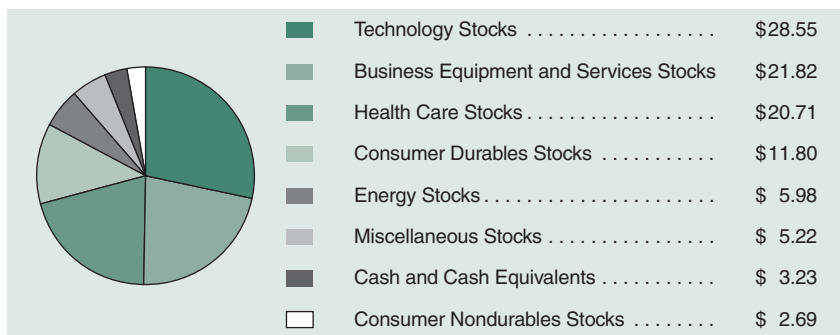 Technology Stocks . . . . . . . . . . . . . . . . . . $28.55
Business Equipment and Services Stocks $21.82
Health Care Stocks . . . . . . . . . . . . . . . . . . $20.71
Consumer Durables Stocks . . . . . . . . . . . $11.80
Energy Stocks . . . . . . . . . . . . . . . . . . . . . . $ 5.98
Miscellaneous Stocks . . . . . . . . . . . . . . . . $ 5.22
Cash and Cash Equivalents . . . . . . . . . . . $ 3.23
Consumer Nondurables Stocks . . . . . . . . $ 2.69